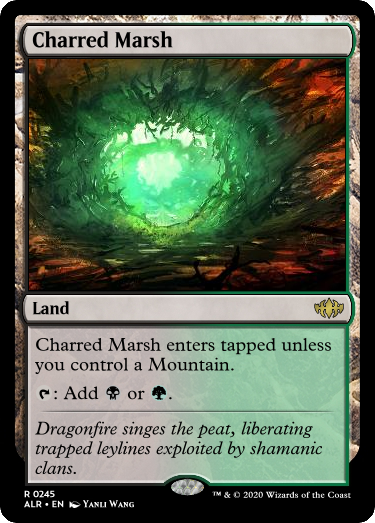 Charred Marsh
Land
Charred Marsh enters tapped unless
you control a Mountain.
: Add or .
Dragonfire singes the peat, liberating
trapped leylines exploited by shamanic
clans.
R 0245
ALR • EN YANLI WANG
™ & © 2020 Wizards of the Coast